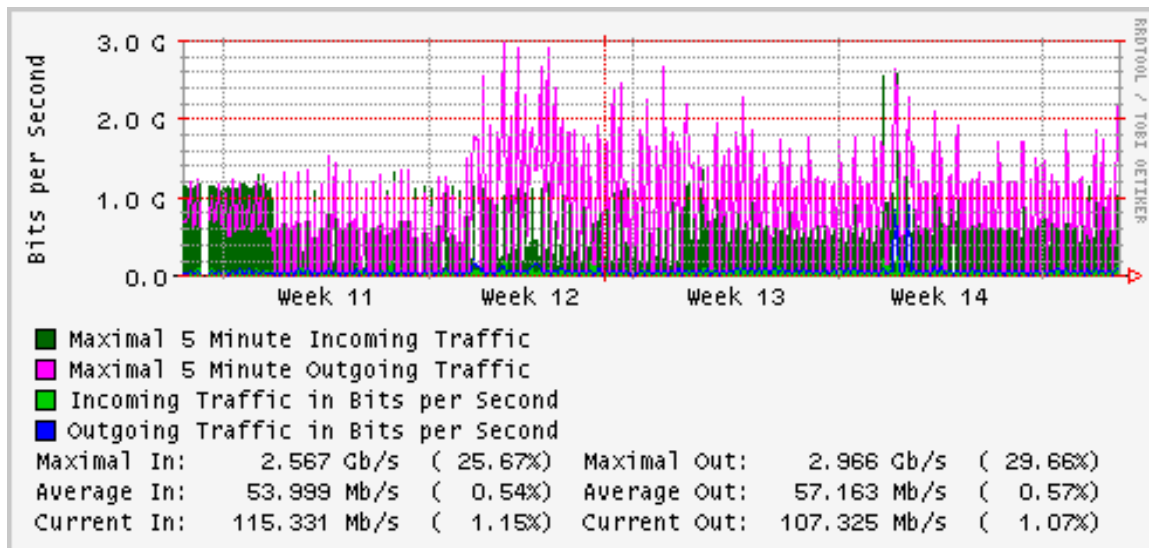 RRDTOOL / TOBI OETIKER
Bits per Second
3.0 G
2.0 G
1.0 G
0.0
Week 11 Week 12 Week 13 Week 14
Maximal 5 Minute Incoming Traffic
Maximal 5 Minute Outgoing Traffic
Incoming Traffic in Bits per Second
Outgoing Traffic in Bits per Second
Maximal In: 2.567 Gb/s ( 25.67%) Maximal Out: 2.966 Gb/s ( 29.66%)
Average In: 53.999 Mb/s ( 0.54%) Average Out: 57.163 Mb/s ( 0.57%)
Current In: 115.331 Mb/s ( 1.15%) Current Out: 107.325 Mb/s ( 1.07%)